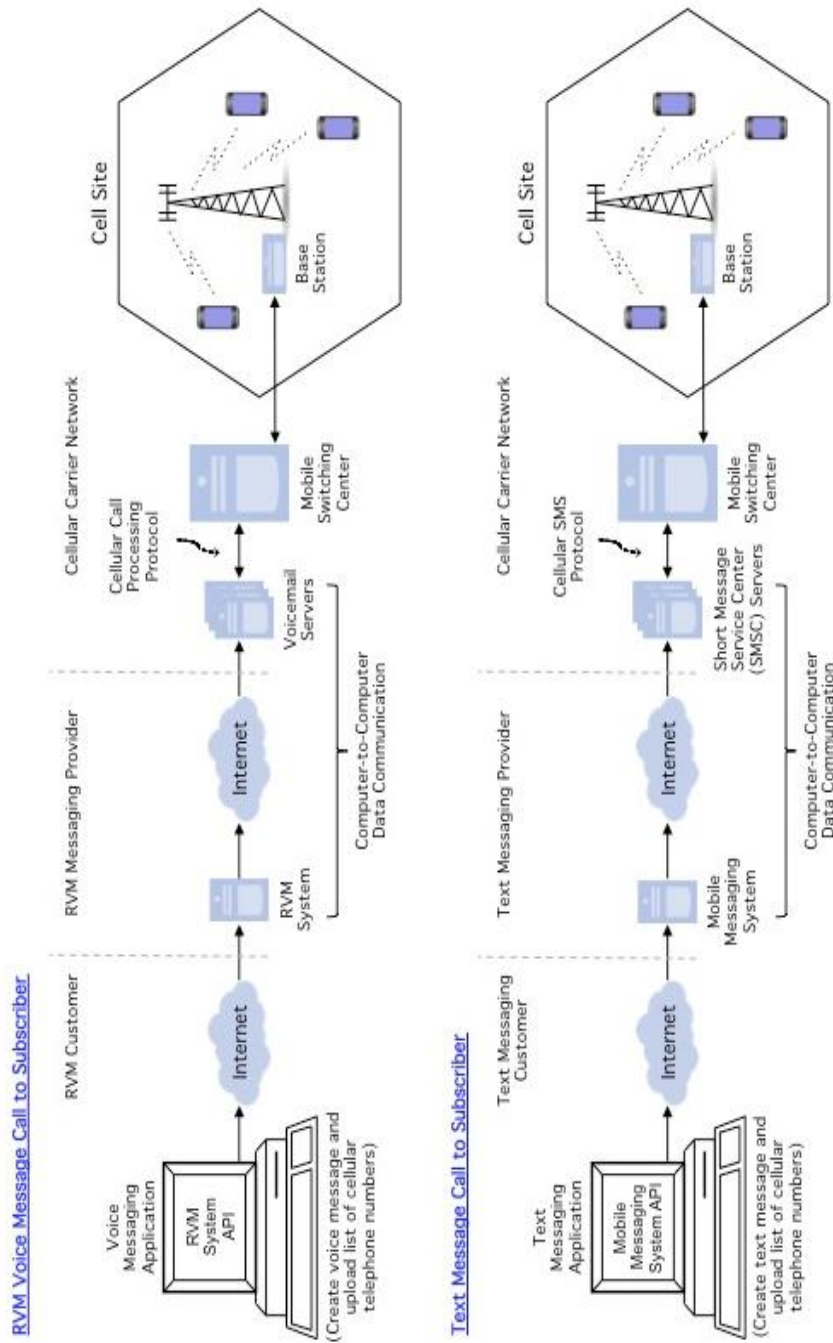 RVM Voice Message Call to Subscriber
RVM Customer
RVM Messaging Provider
Cellular Carrier Network
Voice
Messaging
Application
RVM
System
API
(Create voice message and
upload list of cellular
telephone numbers)
Internet
RVM
System
Internet
Computer-to-Computer
Data Communication
Voicemail
Servers
Cellular Call
Processing
Protocol
Mobile
Switching
Center
Cell Site
Base
Station
Text Message Call to Subscriber
Text Messaging
Customer
Text Messaging Provider
Cellular Carrier Network
Text
Messaging
Application
Mobile
Messaging
System API
(Create text message and
upload list of cellular
telephone numbers)
Internet
Mobile
Messaging
System
Internet
Computer-to-Computer
Data Communication
Short Message
Service Center
(SMSC) Servers
Cellular SMS
Protocol
Mobile
Switching
Center
Cell Site
Base
Station